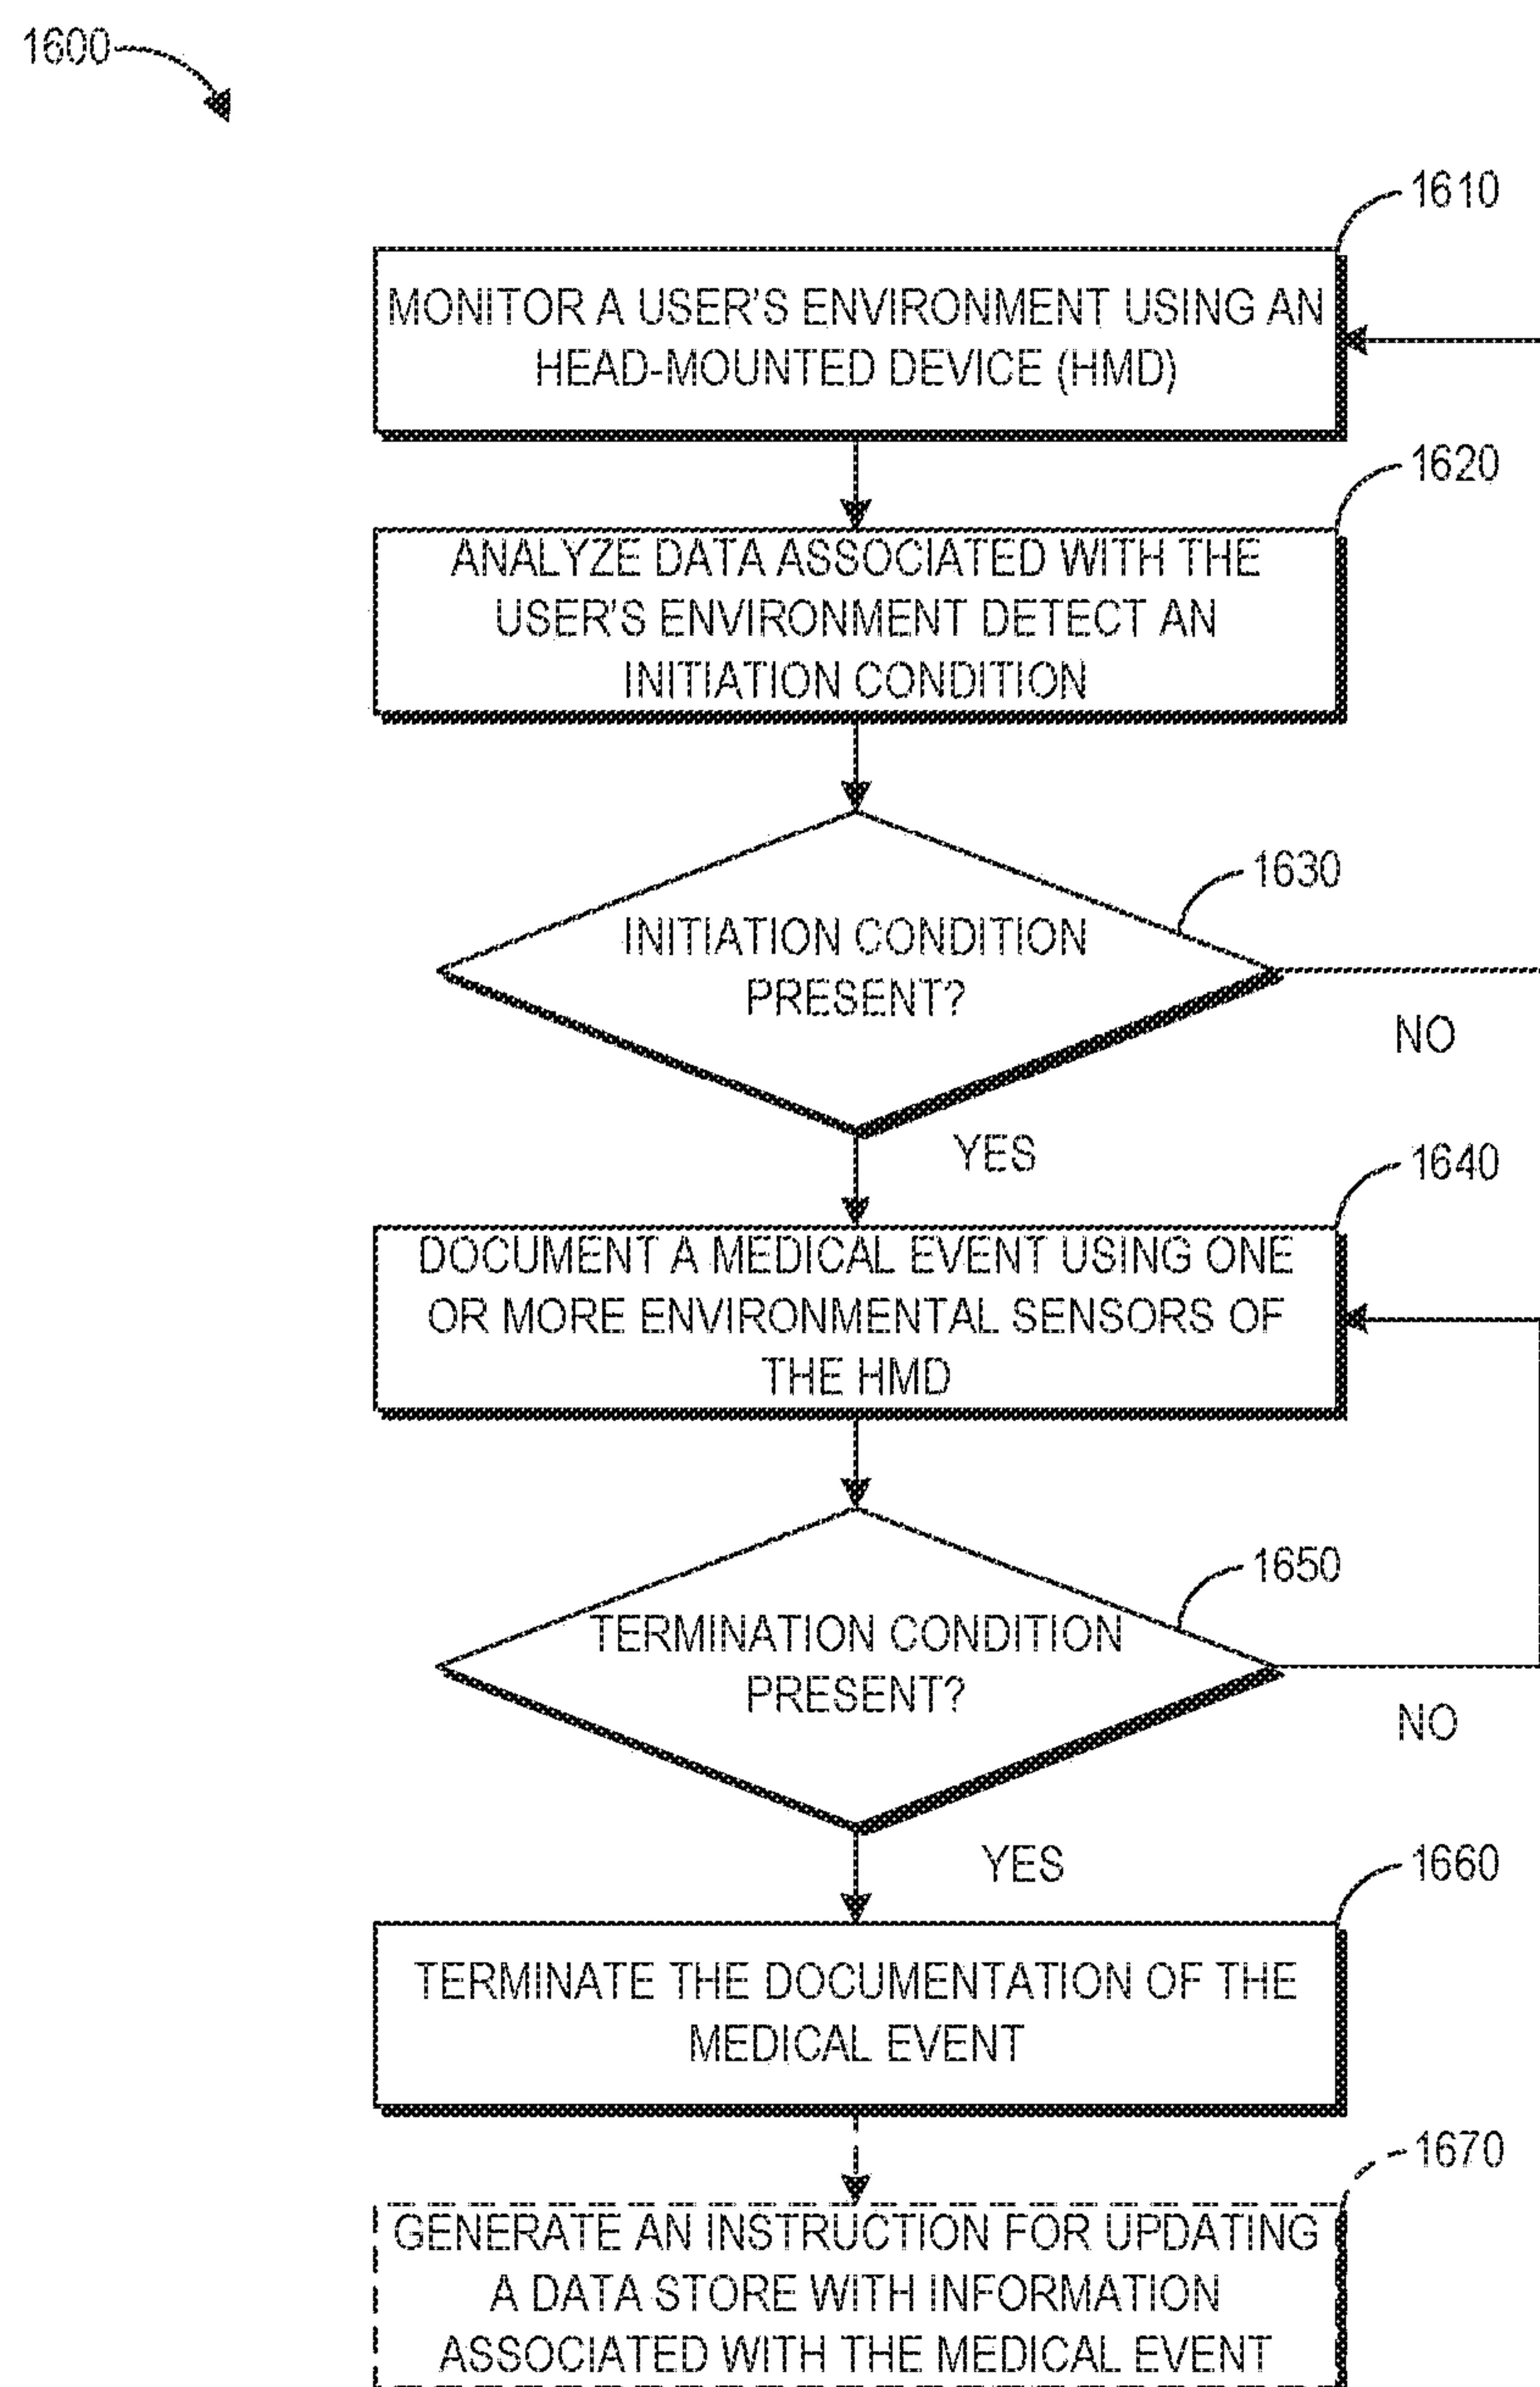 1600
1610
MONITOR A USER'S ENVIRONMENT USING AN
HEAD-MOUNTED DEVICE (HMD)
1620
ANALYZE DATA ASSOCIATED WITH THE
USER'S ENVIRONMENT DETECT AN
INITIATION CONDITION
1630
INITIATION CONDITION
PRESENT?
NO
YES
1640
DOCUMENT A MEDICAL EVENT USING ONE
OR MORE ENVIRONMENTAL SENSORS OF
THE HMD
1650
TERMINATION CONDITION
PRESENT?
NO
YES
1660
TERMINATE THE DOCUMENTATION OF THE
MEDICAL EVENT
1670
GENERATE AN INSTRUCTION FOR UPDATING
A DATA STORE WITH INFORMATION
ASSOCIATED WITH THE MEDICAL EVENT